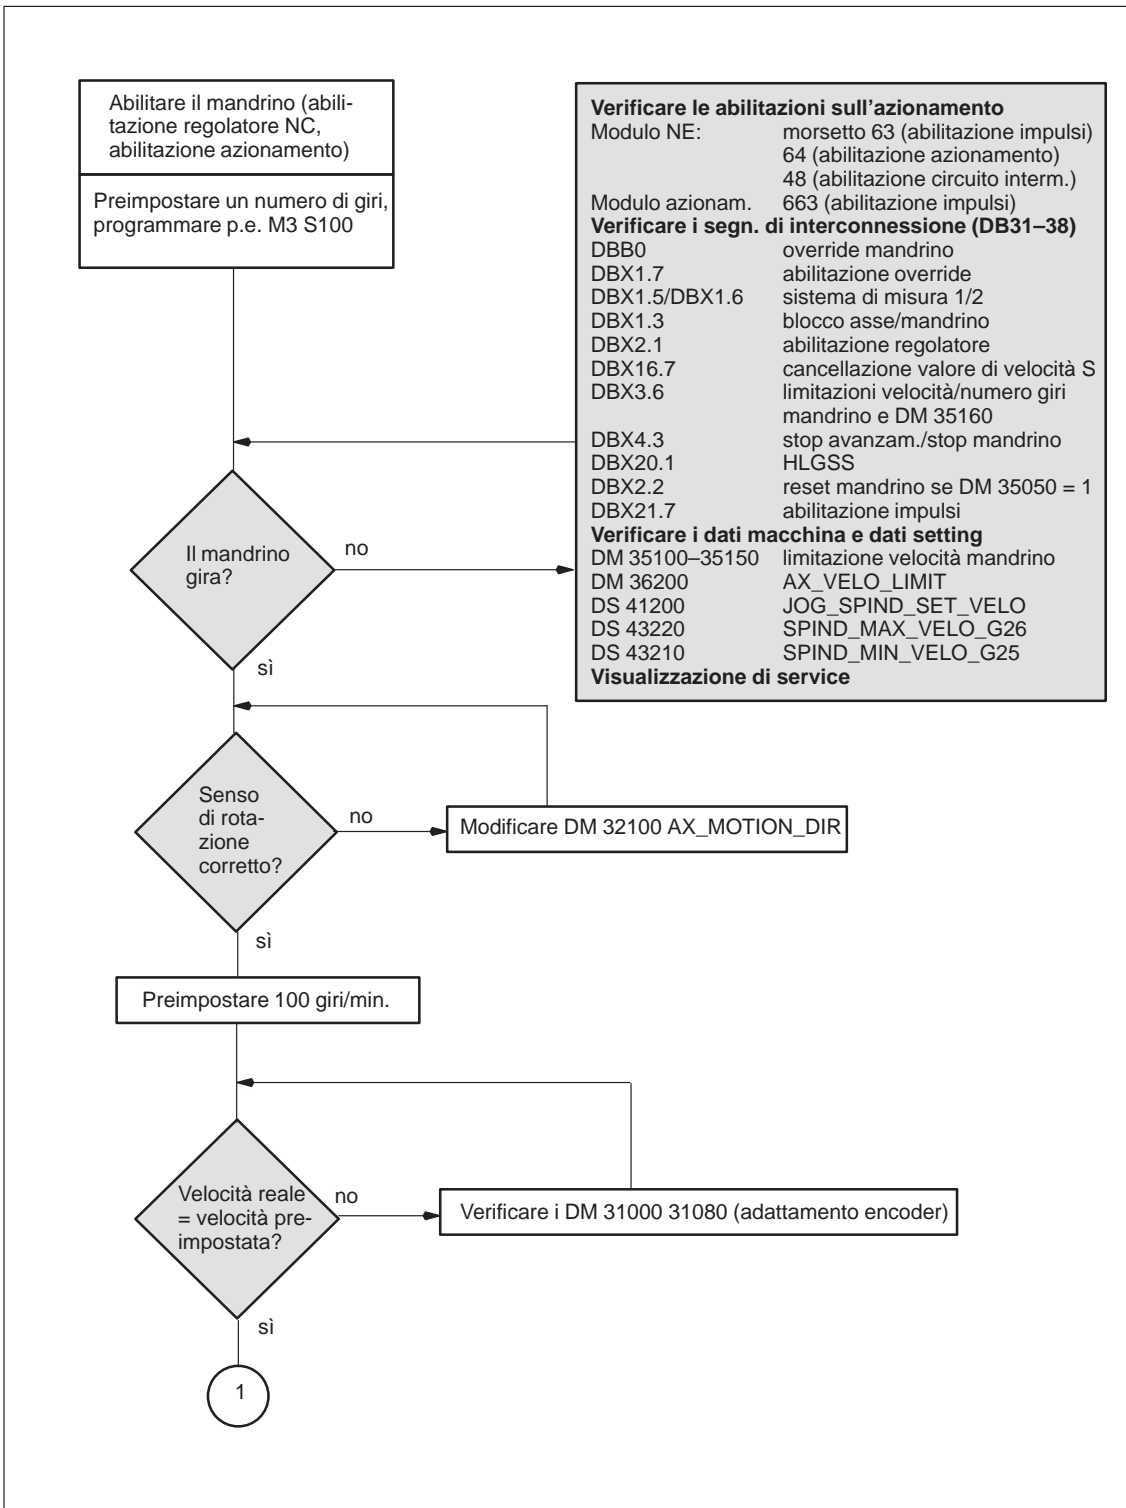 Abilitare il mandrino (abili-
tazione regolatore NC,
abilitazione azionamento)
Preimpostare un numero di giri,
programmare p.e. M3 S100
Verificare le abilitazioni sull'azionamento
Modulo NE: morsetto 63 (abilitazione impulsi)
64 (abilitazione azionamento)
48 (abilitazione circuito interm.)
Modulo azionam. 663 (abilitazione impulsi)
Verificare i segn. di interconnessione (DB31–38)
DBB0 override mandrino
DBX1.7 abilitazione override
DBX1.5/DBX1.6 sistema di misura 1/2
DBX1.3 blocco asse/mandrino
DBX2.1 abilitazione regolatore
DBX16.7 cancellazione valore di velocità S
DBX3.6 limitazioni velocità/numero giri
mandrino e DM 35160
DBX4.3 stop avanzam./stop mandrino
DBX20.1 HLGSS
DBX2.2 reset mandrino se DM 35050 = 1
DBX21.7 abilitazione impulsi
Verificare i dati macchina e dati setting
DM 35100–35150 limitazione velocità mandrino
DM 36200 AX_VELO_LIMIT
DS 41200 JOG_SPIND_SET_VELO
DS 43220 SPIND_MAX_VELO_G26
DS 43210 SPIND_MIN_VELO_G25
Visualizzazione di service
Il mandrino
gira?
no
sì
Senso
di rota-
zione
corretto?
no
Modificare DM 32100 AX_MOTION_DIR
sì
Preimpostare 100 giri/min.
Velocità reale
= velocità pre-
impostata?
no
Verificare i DM 31000 31080 (adattamento encoder)
sì
1